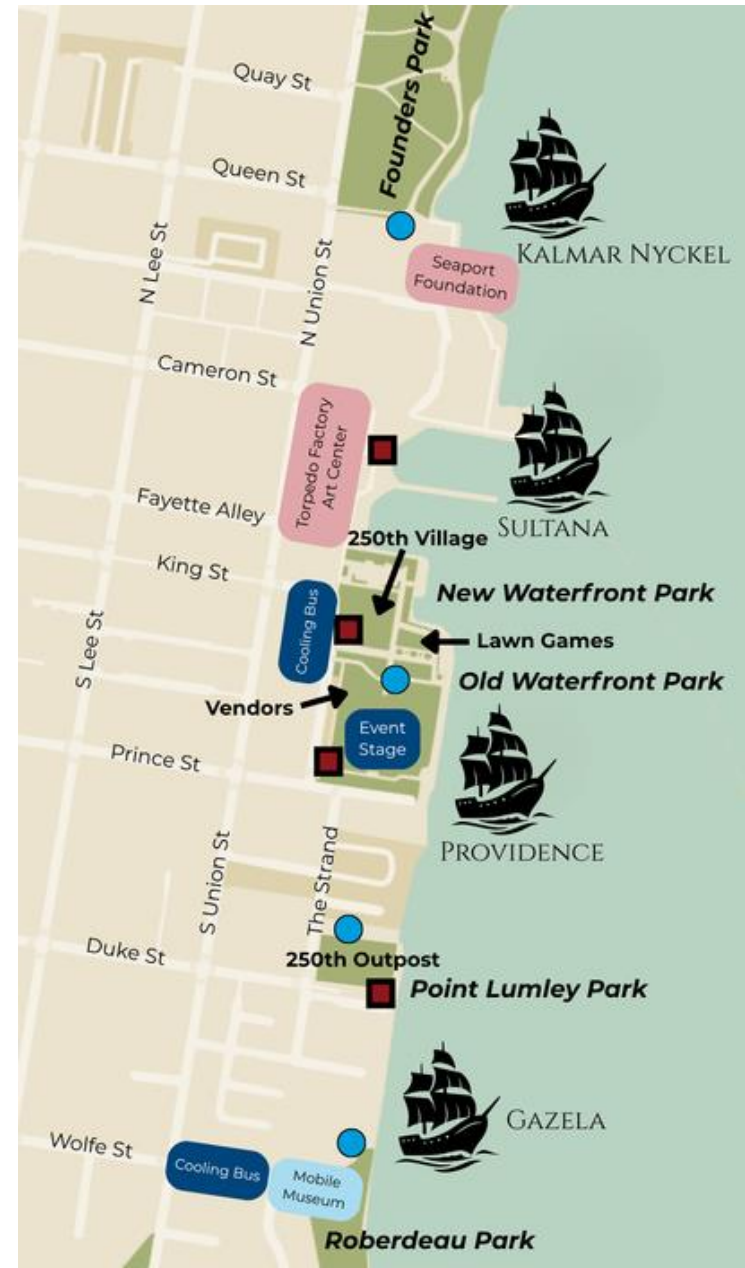 Quay St
Founders Park
Queen St
KALMAR NYCKEL
N Lee St
N Union St
Seaport
Foundation
Cameron St
Torpedo Factory
Art Center
Fayette Alley
SULTANA
250th Village
King St
New Waterfront Park
Cooling Bus
S Lee St
Lawn Games
Old Waterfront Park
Vendors
Event
Stage
Prince St
PROVIDENCE
S Union St
The Strand
Duke St
250th Outpost
Point Lumley Park
GAZELA
Wolfe St
Cooling Bus
Mobile
Museum
Roberdeau Park